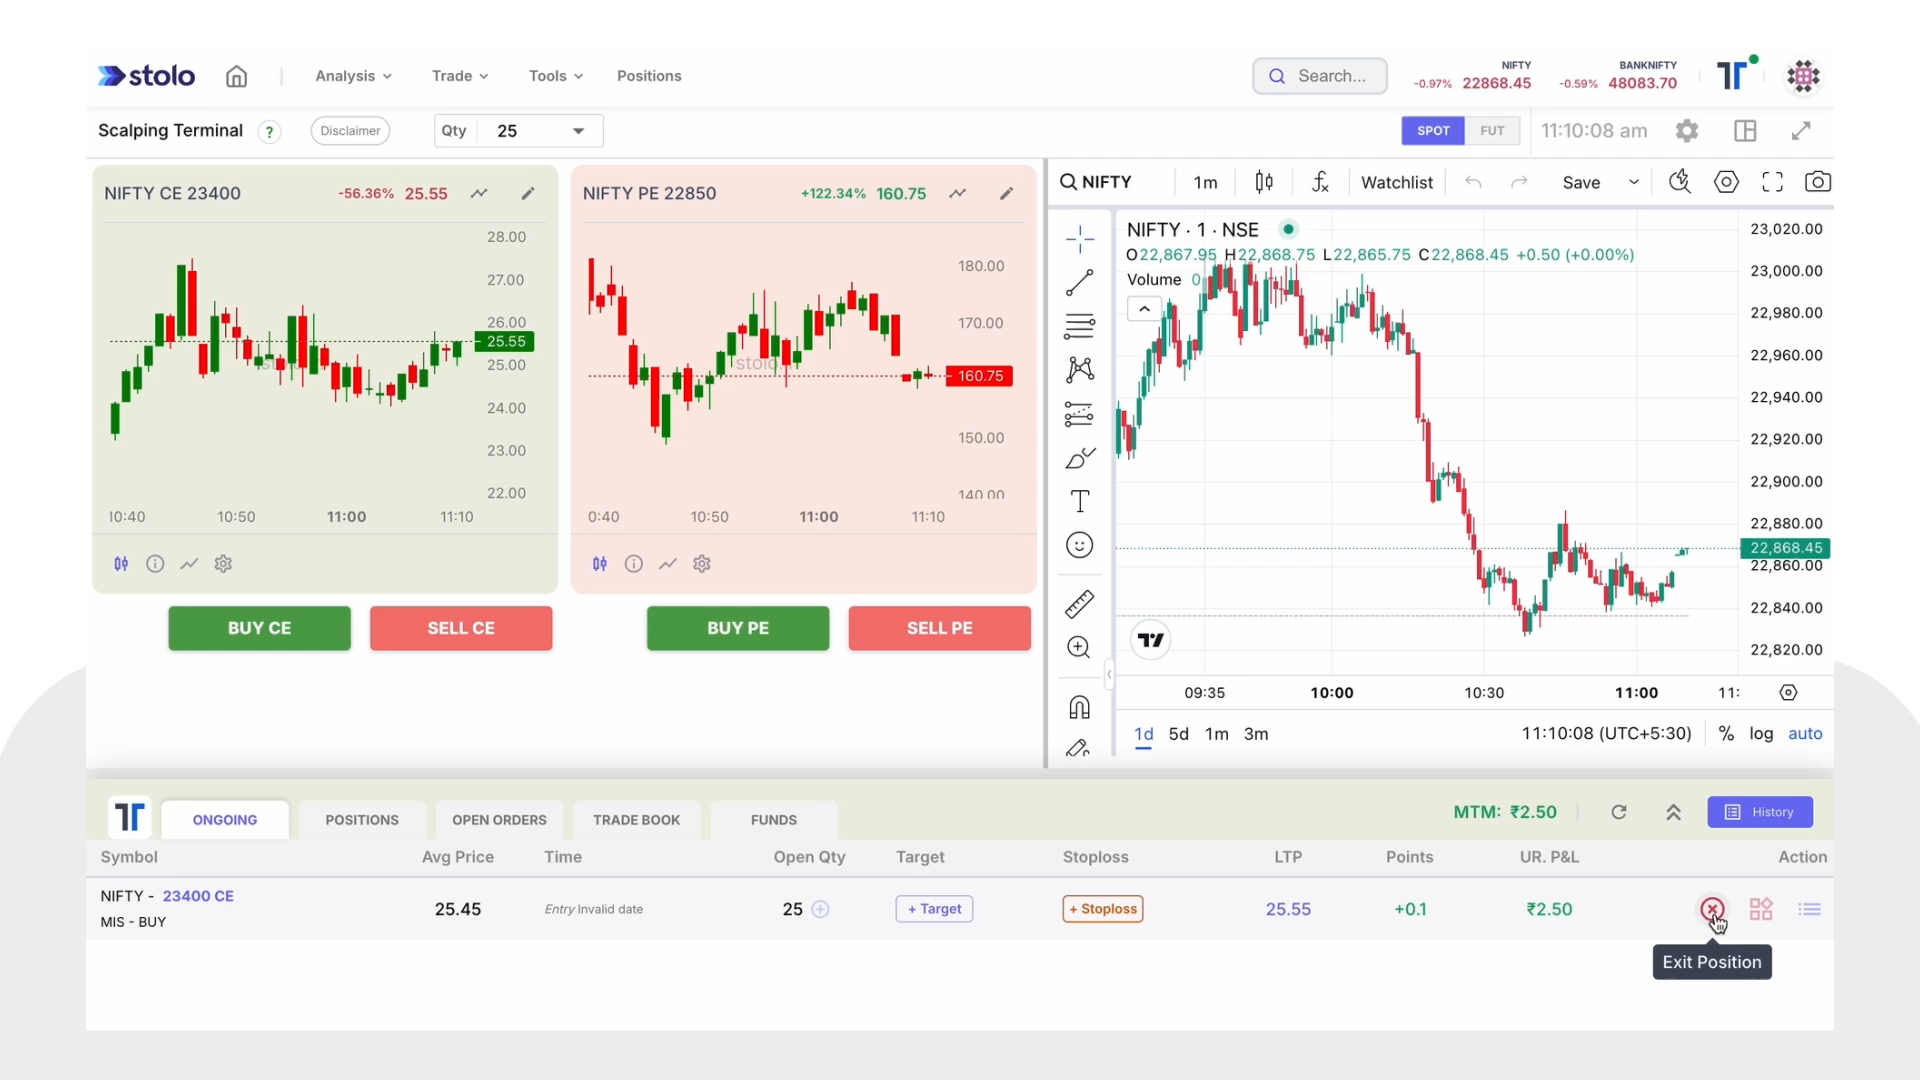 stolo
Analysis
Trade
Tools
Positions
Search...
NIFTY
-0.97% 22868.45
BANKNIFTY
-0.59% 48083.70
Scalping Terminal
?
Disclaimer
Qty 25
SPOT
FUT
11:10:08 am
NIFTY CE 23400
-56.36% 25.55
28.00
27.00
26.00
25.55
25.00
24.00
23.00
22.00
10:40
10:50
11:00
11:10
BUY CE
SELL CE
NIFTY PE 22850
+122.34% 160.75
180.00
170.00
160.75
150.00
140.00
0:40
10:50
11:00
11:10
BUY PE
SELL PE
NIFTY
1m
Watchlist
Save
NIFTY · 1 · NSE
O22,867.95 H22,868.75 L22,865.75 C22,868.45 +0.50 (+0.00%)
Volume 0
23,020.00
23,000.00
22,980.00
22,960.00
22,940.00
22,920.00
22,900.00
22,880.00
22,868.45
22,860.00
22,840.00
22,820.00
09:35
10:00
10:30
11:00
11:
1d 5d 1m 3m
11:10:08 (UTC+5:30)
% log auto
ONGOING
POSITIONS
OPEN ORDERS
TRADE BOOK
FUNDS
MTM: ₹2.50
History
Symbol Avg Price Time Open Qty Target Stoploss LTP Points UR. P&L Action
NIFTY - 23400 CE
MIS - BUY
25.45
Entry Invalid date
25
+ Target
+ Stoploss
25.55
+0.1
₹2.50
Exit Position